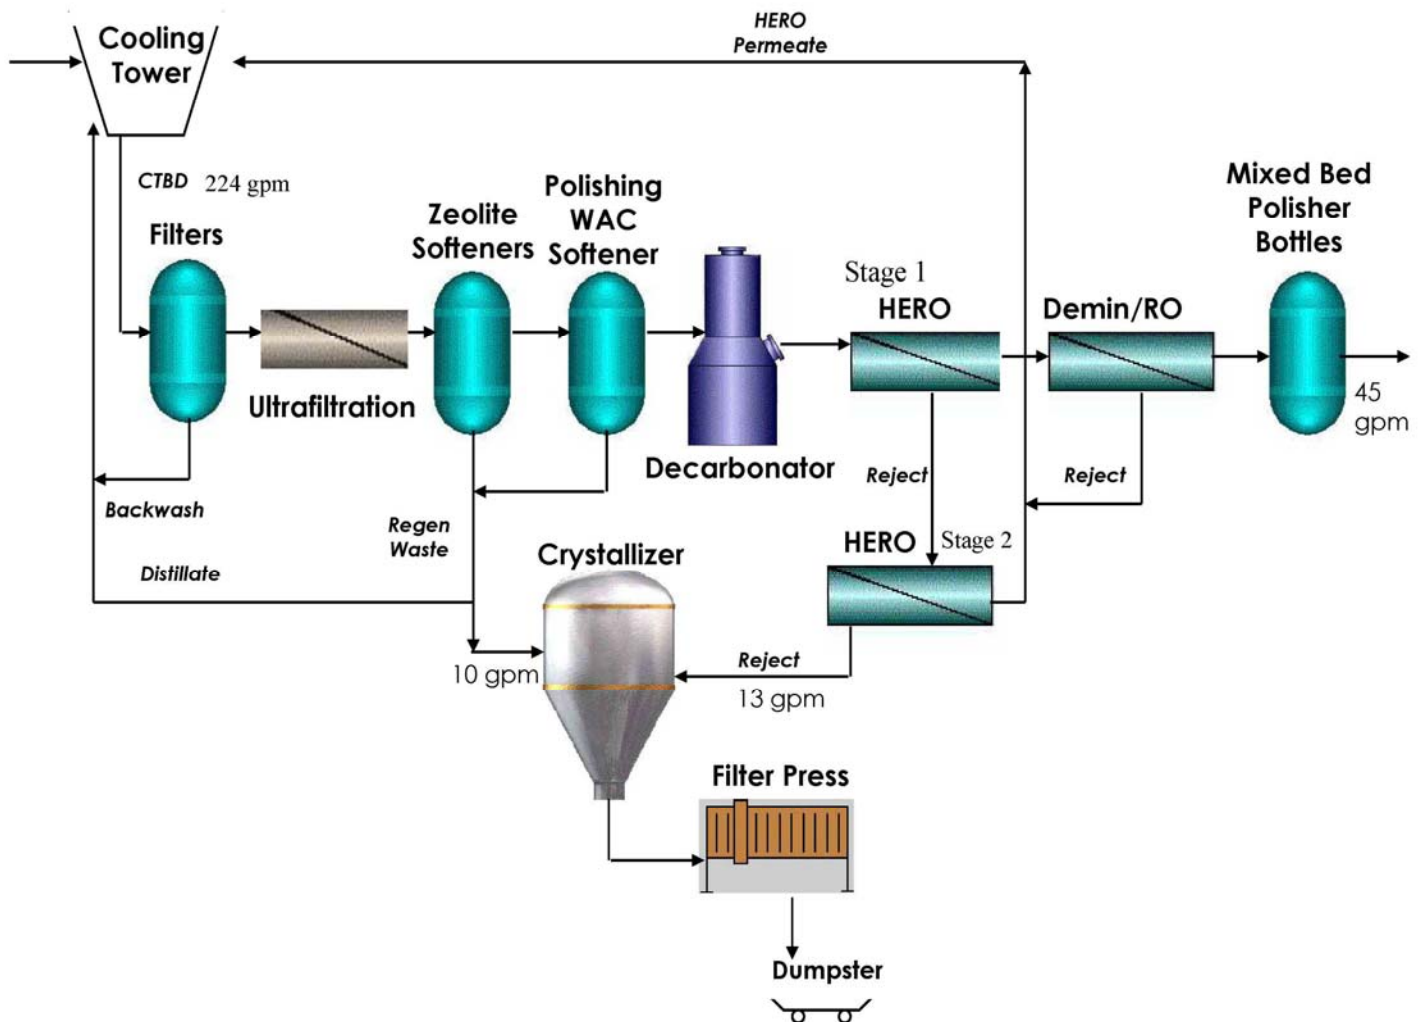 HERO
Permeate
Cooling
Tower
CTBD 224 gpm
Filters
Zeolite
Softeners
Polishing
WAC
Softener
Mixed Bed
Polisher
Bottles
Stage 1
HERO
Demin/RO
Ultrafiltration
Decarbonator
45
gpm
Reject
Reject
Backwash
Regen
Waste
Distillate
Crystallizer
HERO
Stage 2
10 gpm
Reject
13 gpm
Filter Press
Dumpster